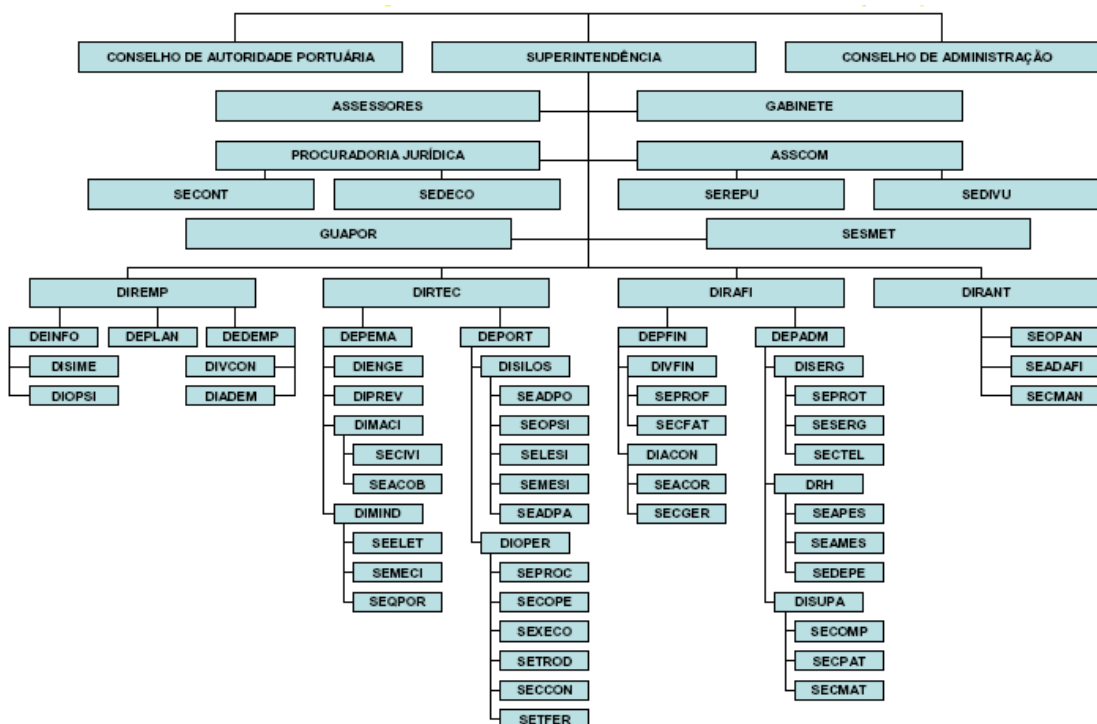 CONSELHO DE AUTORIDADE PORTUÁRIA
SUPERINTENDÊNCIA
CONSELHO DE ADMINISTRAÇÃO
ASSESSORES
GABINETE
PROCURADORIA JURÍDICA
ASSCOM
SECONT
SEDECO
SEREPU
SEDIVU
GUAPOR
SESMET
DIREMP
DIRTEC
DIRAFI
DIRANT
DEINFO
DEPLAN
DEDEMP
DISIME
DIVCON
DIOPSI
DIADEM
DEPEMA
DIENGE
DIPREV
DIMACI
SECIVI
SEACOB
DIMIND
SEELET
SEMECI
SEQPOR
DEPORT
DISILOS
SEADPO
SEOPSI
SELESI
SEMESI
SEADPA
DIOPER
SEPROC
SECOPE
SEXECO
SETROD
SECCON
SETFER
DEPFIN
DIVFIN
SEPROF
SECFAT
DIACON
SEACOR
SECGER
DEPADM
DISERG
SEPROT
SESERG
SECTEL
DRH
SEAPES
SEAMES
SEDEPE
DISUPA
SECOMP
SECPAT
SECMAT
SEOPAN
SEADAFI
SECMAN